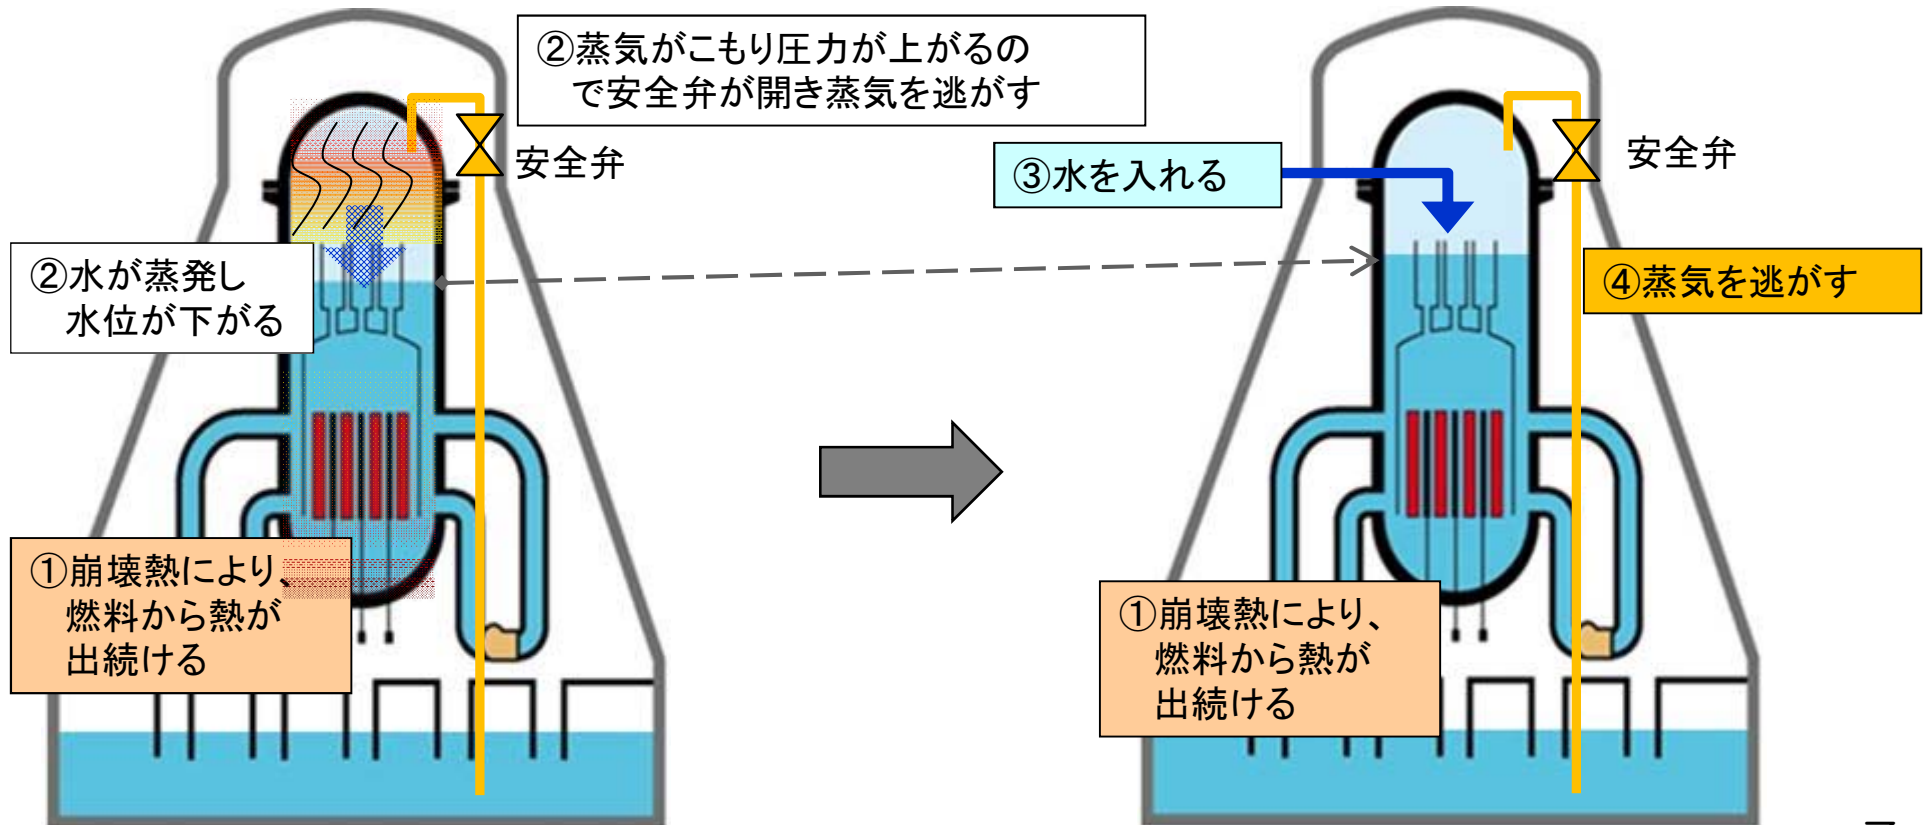 ②蒸気がこもり圧力が上がるの
で安全弁が開き蒸気を逃がす
安全弁
②水が蒸発し
水位が下がる
①崩壊熱により、
燃料から熱が
出続ける
③水を入れる
安全弁
④蒸気を逃がす
①崩壊熱により、
燃料から熱が
出続ける